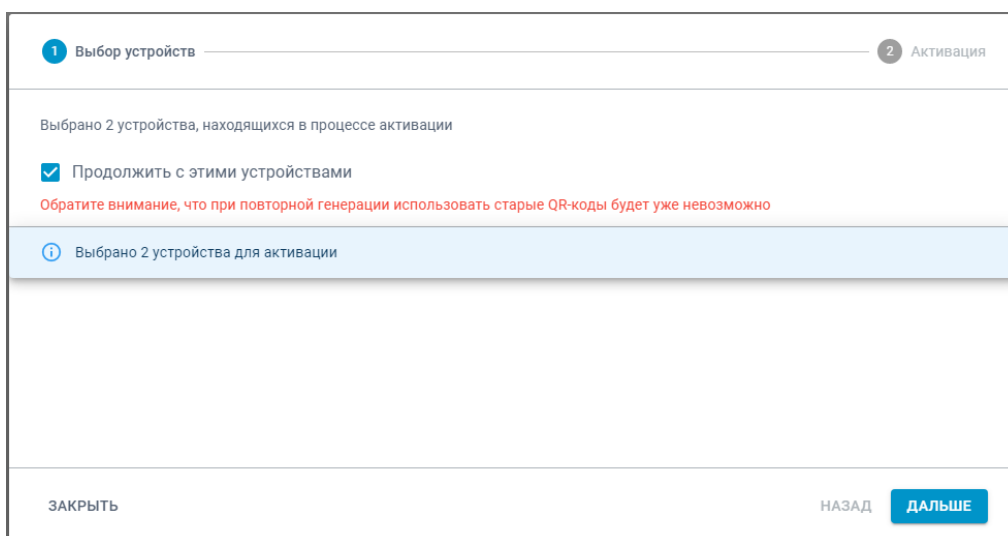 1 Выбор устройств 2 Активация
Выбрано 2 устройства, находящихся в процессе активации
Продолжить с этими устройствами
Обратите внимание, что при повторной генерации использовать старые QR-коды будет уже невозможно
Выбрано 2 устройства для активации
ЗАКРЫТЬ НАЗАД ДАЛЬШЕ